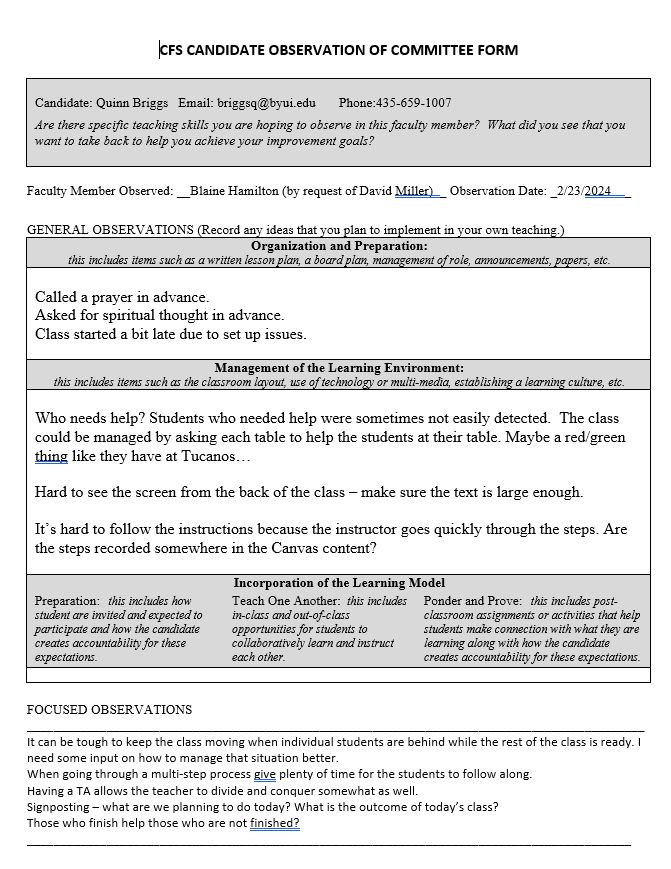 CFS CANDIDATE OBSERVATION OF COMMITTEE FORM
Candidate: Quinn Briggs Email: briggsq@byui.edu Phone:435-659-1007
Are there specific teaching skills you are hoping to observe in this faculty member? What did you see that you
want to take back to help you achieve your improvement goals?
Faculty Member Observed: __Blaine Hamilton (by request of David Miller)__ Observation Date: _2/23/2024___
GENERAL OBSERVATIONS (Record any ideas that you plan to implement in your own teaching.)
Organization and Preparation:
this includes items such as a written lesson plan, a board plan, management of role, announcements, papers, etc.
Called a prayer in advance.
Asked for spiritual thought in advance.
Class started a bit late due to set up issues.
Management of the Learning Environment:
this includes items such as the classroom layout, use of technology or multi-media, establishing a learning culture, etc.
Who needs help? Students who needed help were sometimes not easily detected. The class
could be managed by asking each table to help the students at their table. Maybe a red/green
thing like they have at Tucanos…
Hard to see the screen from the back of the class – make sure the text is large enough.
It's hard to follow the instructions because the instructor goes quickly through the steps. Are
the steps recorded somewhere in the Canvas content?
Incorporation of the Learning Model
Preparation: this includes how
student are invited and expected to
participate and how the candidate
creates accountability for these
expectations.
Teach One Another: this includes
in-class and out-of-class
opportunities for students to
collaboratively learn and instruct
each other.
Ponder and Prove: this includes post-
classroom assignments or activities that help
students make connection with what they are
learning along with how the candidate
creates accountability for these expectations.
FOCUSED OBSERVATIONS
It can be tough to keep the class moving when individual students are behind while the rest of the class is ready. I
need some input on how to manage that situation better.
When going through a multi-step process give plenty of time for the students to follow along.
Having a TA allows the teacher to divide and conquer somewhat as well.
Signposting – what are we planning to do today? What is the outcome of today's class?
Those who finish help those who are not finished?